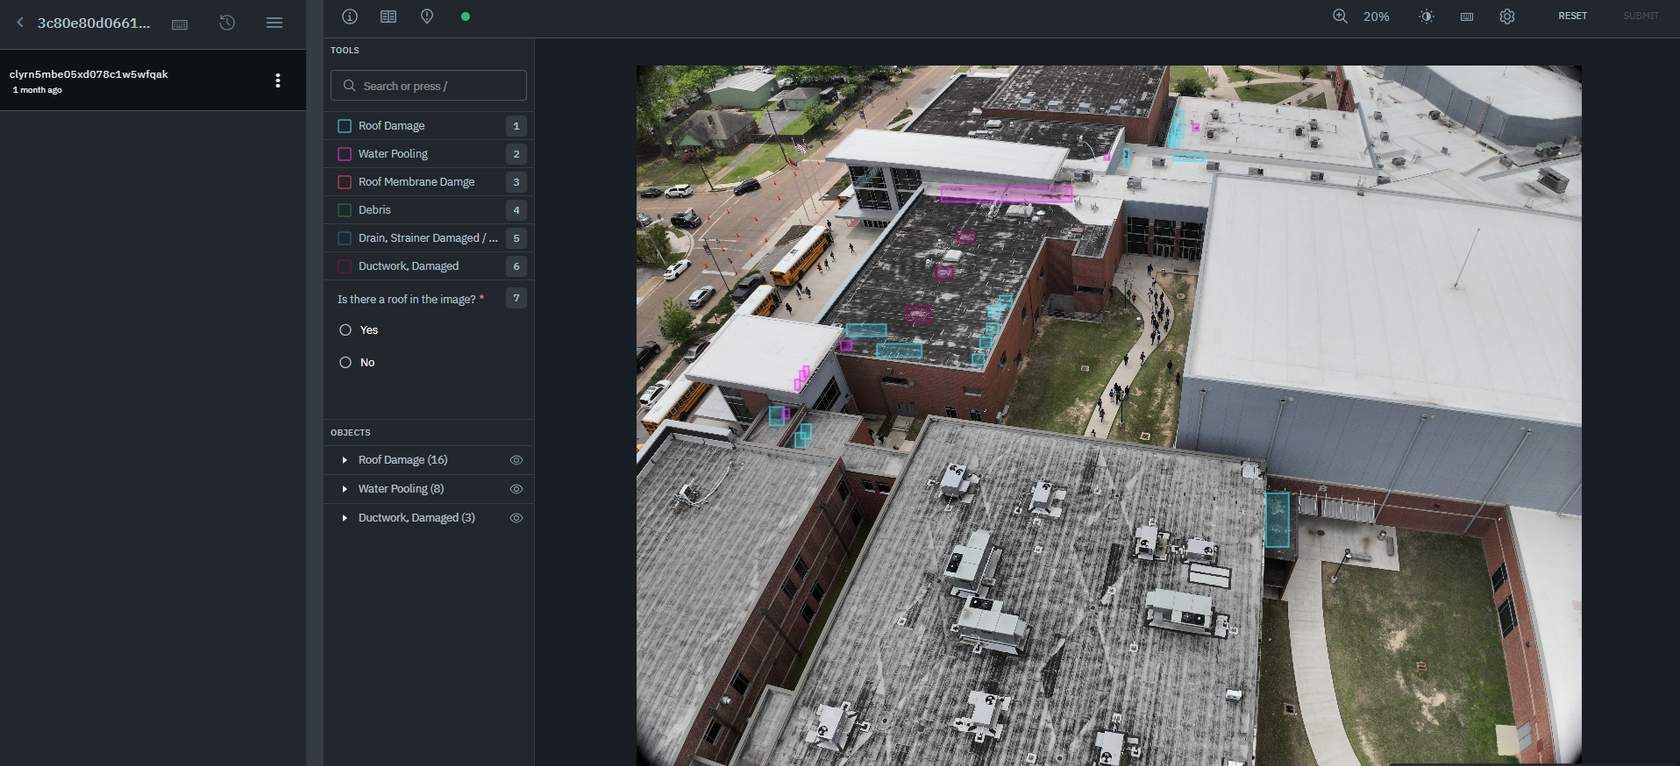 3c80e80d0661...
20%
RESET
SUBMIT
clyrn5mbe05xd078c1w5wfqak
1 month ago
TOOLS
Search or press /
Roof Damage 1
Water Pooling 2
Roof Membrane Damge 3
Debris 4
Drain, Strainer Damaged / ... 5
Ductwork, Damaged 6
Is there a roof in the image? * 7
Yes
No
OBJECTS
Roof Damage (16)
Water Pooling (8)
Ductwork, Damaged (3)